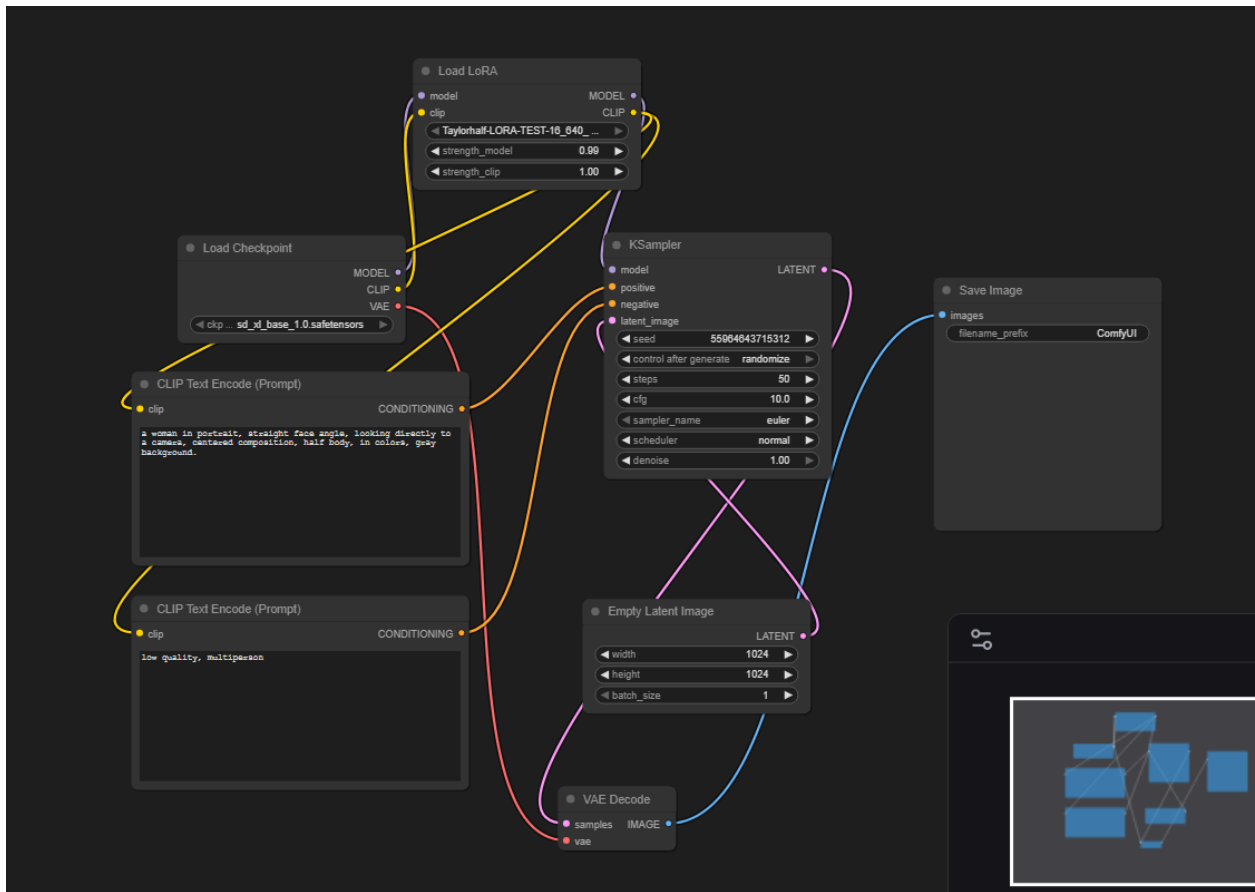 Load LoRA
model MODEL
clip CLIP
Taylorhalf-LORA-TEST-16_640_ ...
strength_model 0.99
strength_clip 1.00
Load Checkpoint
MODEL
CLIP
VAE
ckp ... sd_xl_base_1.0.safetensors
CLIP Text Encode (Prompt)
clip CONDITIONING
a woman in portrait, straight face angle, looking directly to
a camera, centered composition, half body, in colors, gray
background.
CLIP Text Encode (Prompt)
clip CONDITIONING
low quality, multiperson
KSampler
model LATENT
positive
negative
latent_image
seed 55964643715312
control after generate randomize
steps 50
cfg 10.0
sampler_name euler
scheduler normal
denoise 1.00
Empty Latent Image
LATENT
width 1024
height 1024
batch_size 1
VAE Decode
samples IMAGE
vae
Save Image
images
filename_prefix ComfyUI